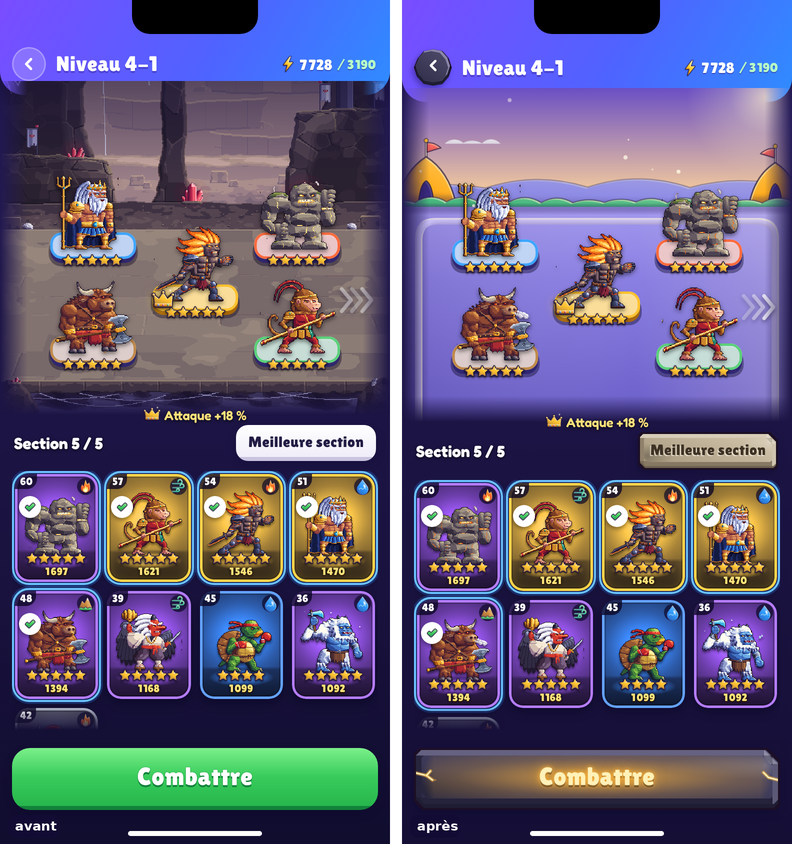 Niveau 4-1
7728 / 3190
Attaque +18 %
Section 5 / 5
Meilleure section
60
57
54
51
1697
1621
1546
1470
48
39
45
36
1394
1168
1099
1092
42
Combattre
avant
Niveau 4-1
7728 / 3190
Attaque +18 %
Section 5 / 5
Meilleure section
60
57
54
51
1697
1621
1546
1470
48
39
45
36
1394
1168
1099
1092
42
Combattre
après